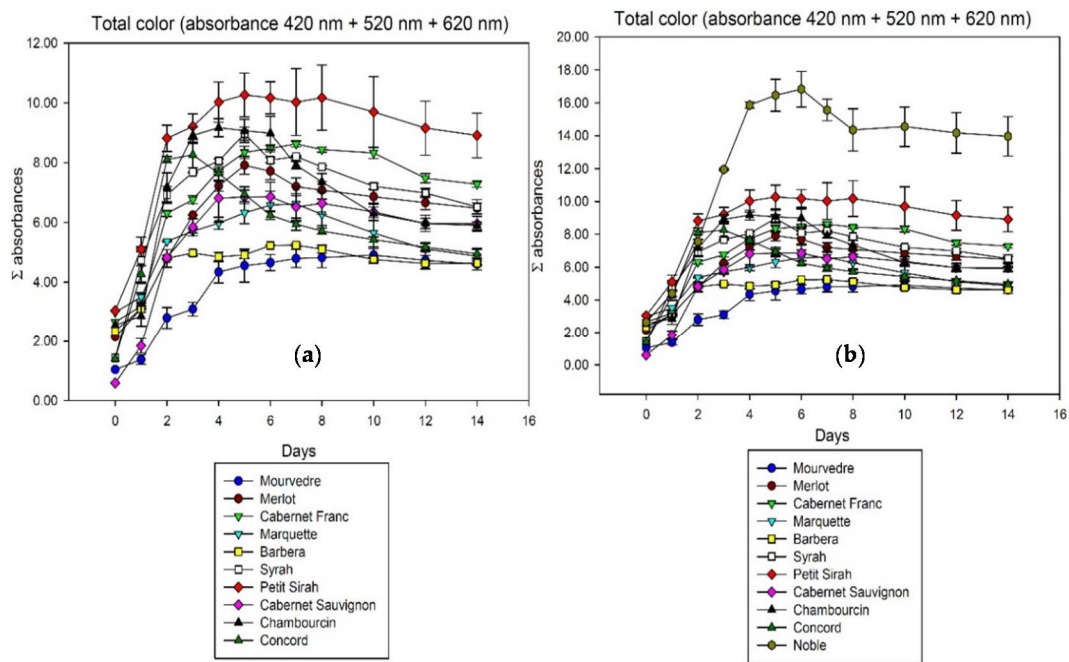 Total color (absorbance 420 nm + 520 nm + 620 nm)
(a)
12.00
10.00
8.00
6.00
4.00
2.00
0.00
Σ absorbances
0 2 4 6 8 10 12 14 16
Days
Mourvedre
Merlot
Cabernet Franc
Marquette
Barbera
Syrah
Petit Sirah
Cabernet Sauvignon
Chambourcin
Concord
Total color (absorbance 420 nm + 520 nm + 620 nm)
(b)
20.00
18.00
16.00
14.00
12.00
10.00
8.00
6.00
4.00
2.00
0.00
Σ absorbances
0 2 4 6 8 10 12 14 16
Days
Mourvedre
Merlot
Cabernet Franc
Marquette
Barbera
Syrah
Petit Sirah
Cabernet Sauvignon
Chambourcin
Concord
Noble